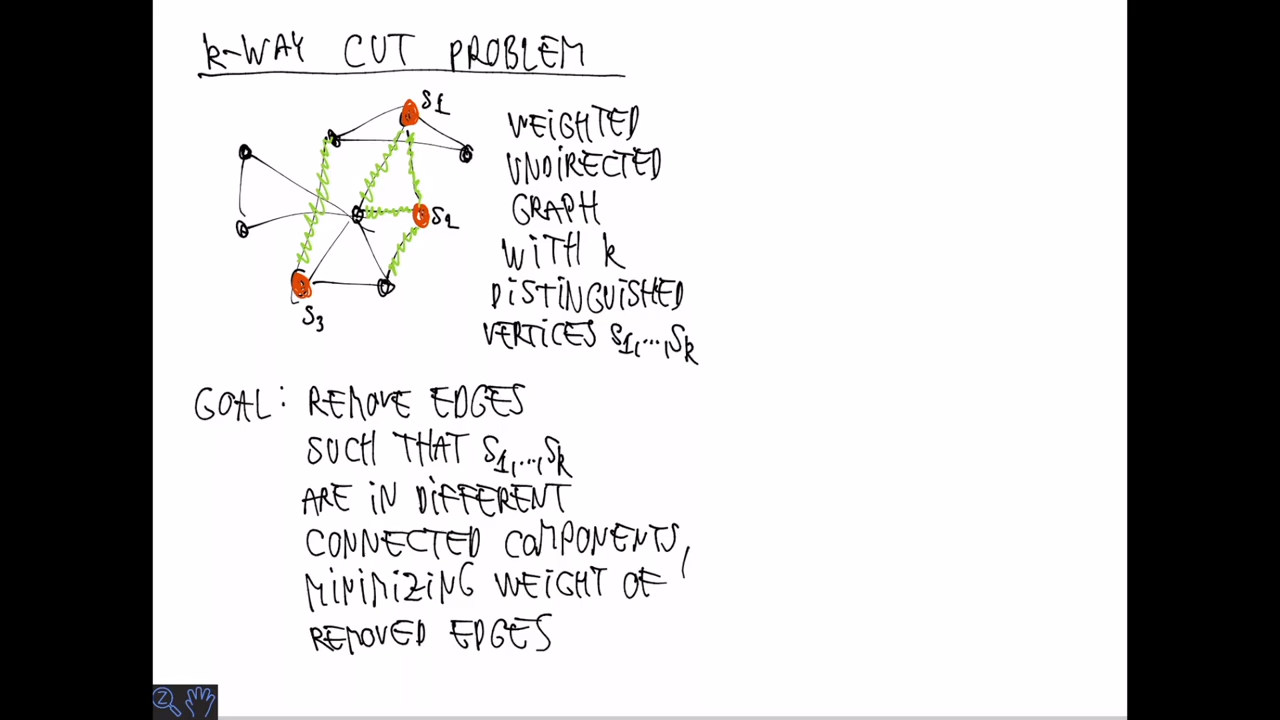 k-WAY CUT PROBLEM
S1
S2
S3
WEIGHTED
UNDIRECTED
GRAPH
WITH k
DISTINGUISHED
VERTICES S1,...,Sk
GOAL: REMOVE EDGES
SUCH THAT S1,...,Sk
ARE IN DIFFERENT
CONNECTED COMPONENTS,
MINIMIZING WEIGHT OF
REMOVED EDGES
Z